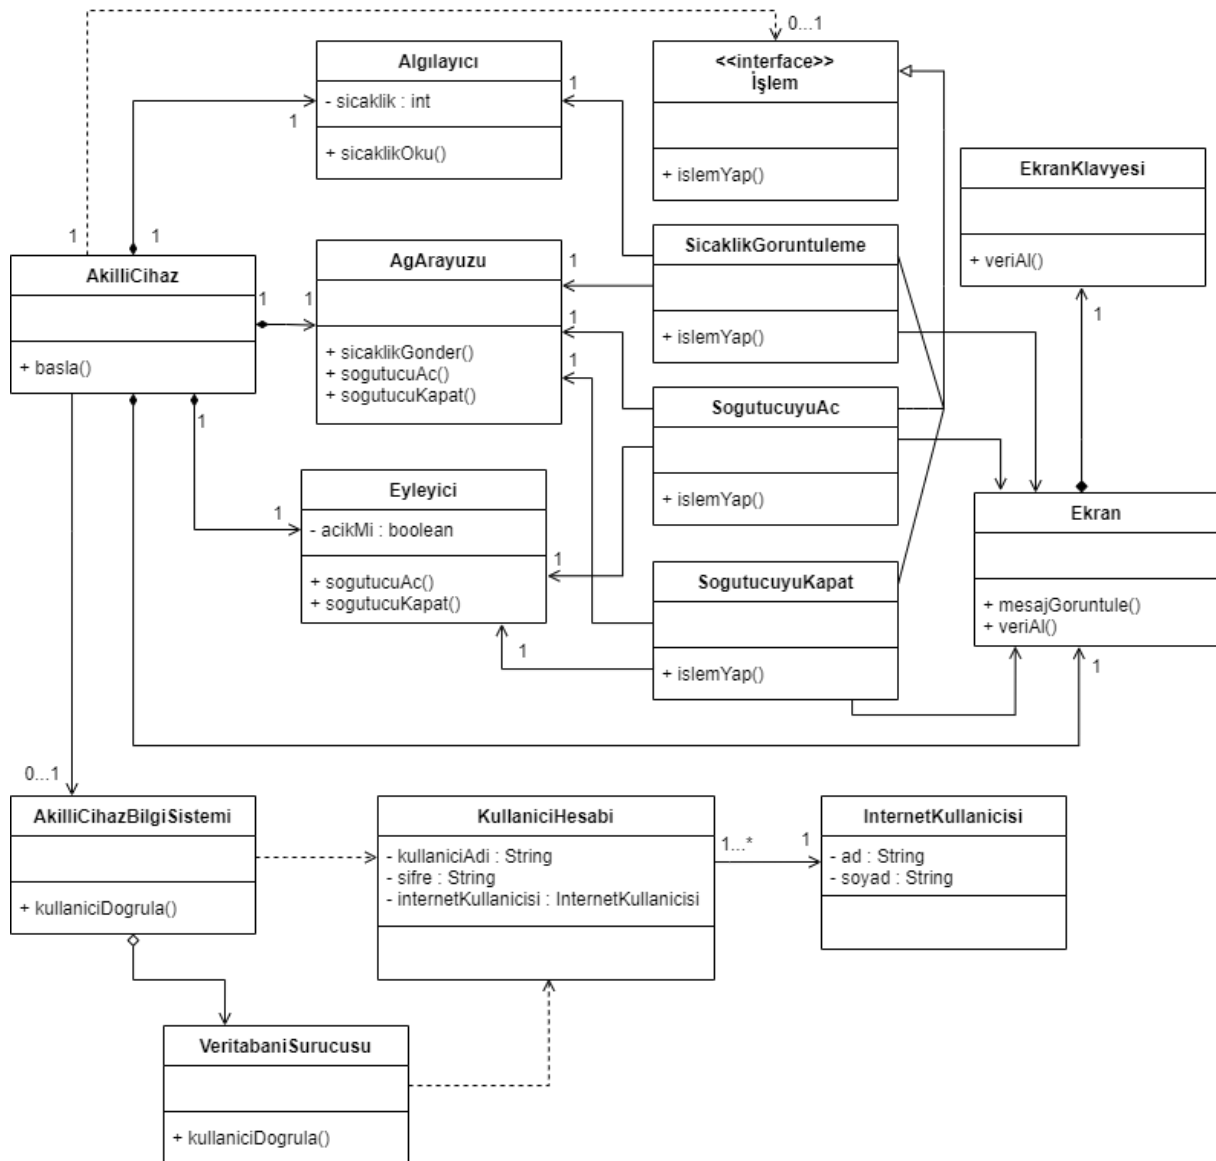 0...1
Algılayıcı
- sicaklik : int
+ sicaklikOku()
1
1
1
<<interface>>
İşlem
+ islemYap()
EkranKlavyesi
+ veriAl()
1
1
AkilliCihaz
+ basla()
1
1
1
AgArayuzu
+ sicaklikGonder()
+ sogutucuAc()
+ sogutucuKapat()
1
1
1
SicaklikGoruntuleme
+ islemYap()
SogutucuyuAc
+ islemYap()
Eyleyici
- acikMi : boolean
+ sogutucuAc()
+ sogutucuKapat()
1
1
1
SogutucuyuKapat
+ islemYap()
Ekran
+ mesajGoruntule()
+ veriAl()
1
0...1
AkilliCihazBilgiSistemi
+ kullaniciDogrula()
KullaniciHesabi
- kullaniciAdi : String
- sifre : String
- internetKullanicisi : InternetKullanicisi
1...*
1
InternetKullanicisi
- ad : String
- soyad : String
VeritabaniSurucusu
+ kullaniciDogrula()